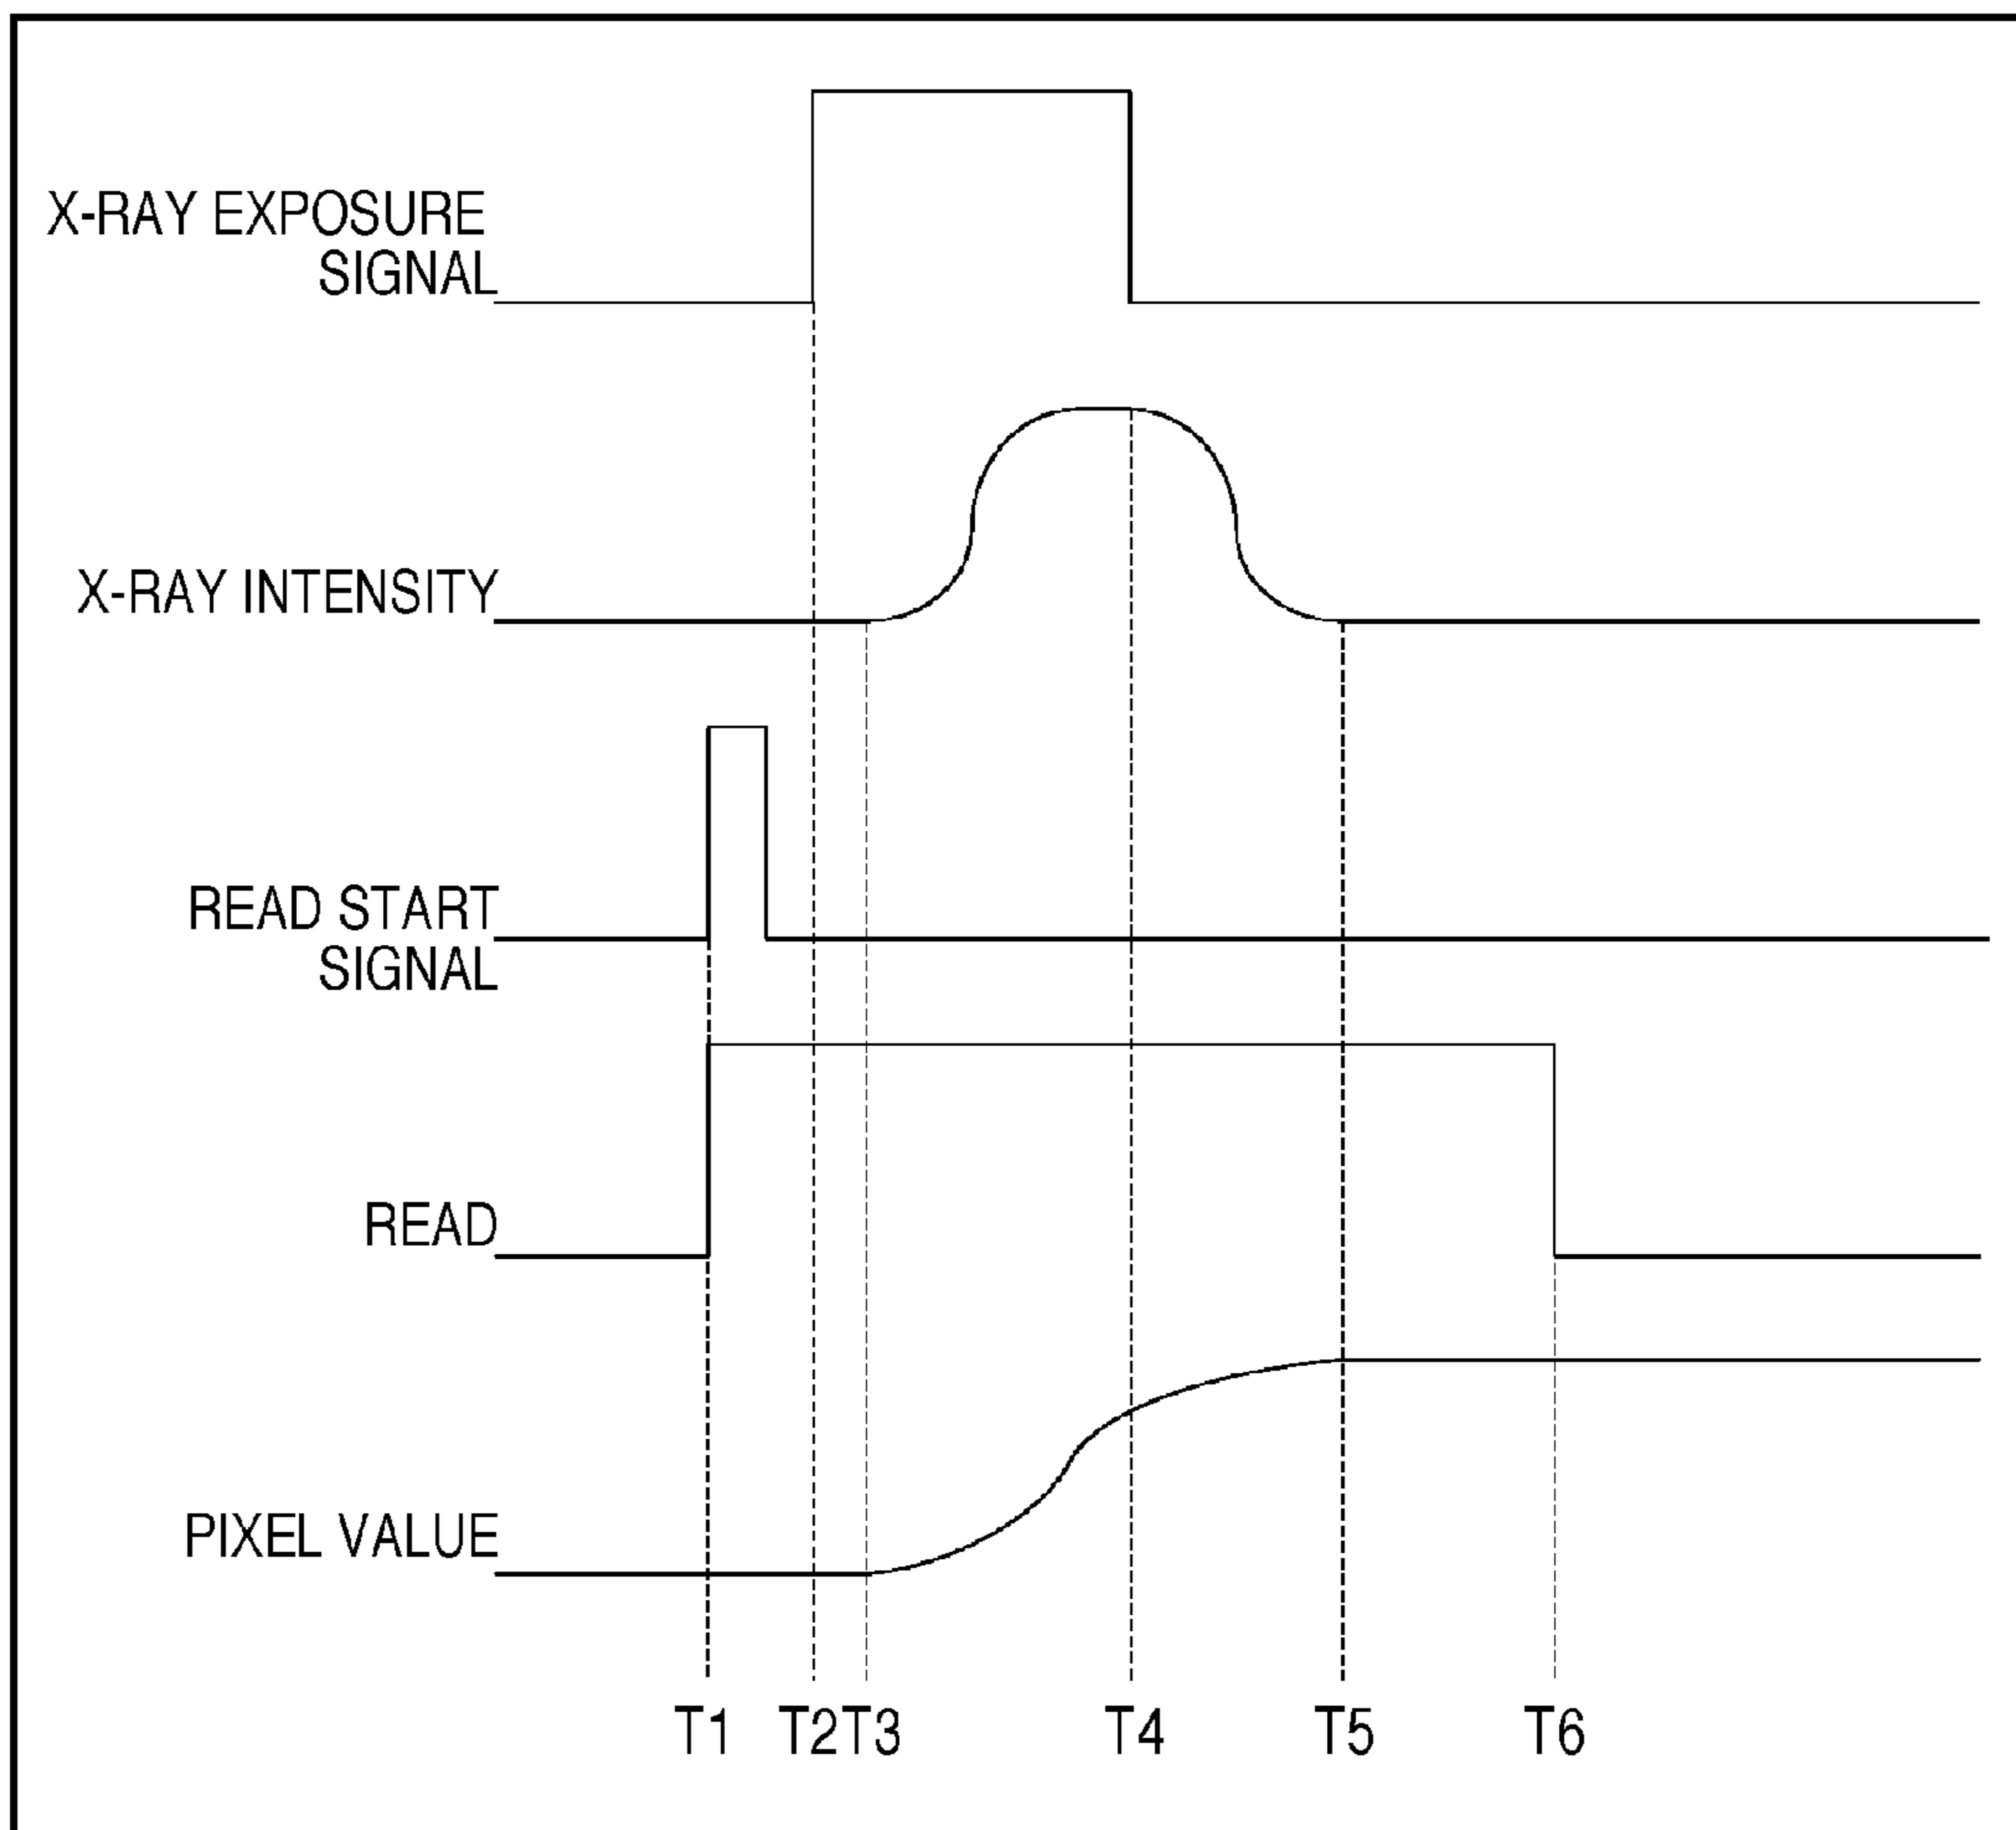 X-RAY EXPOSURE
SIGNAL
X-RAY INTENSITY
READ START
SIGNAL
READ
PIXEL VALUE
T1 T2 T3 T4 T5 T6